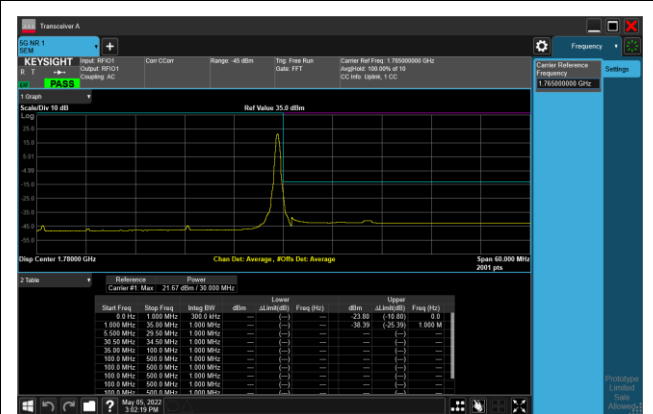 Transceiver A
5G NR 1
SEM
Frequency
KEYSIGHT
R T
PASS
Input: RFIO1
Output: RFIO1
Coupling: AC
Corr CCorr
Range: -45 dBm
Trig: Free Run
Gate: FFT
Carrier Ref Freq: 1.765000000 GHz
Avg|Hold: 100.00% of 10
CC Info: Uplink, 1 CC
Carrier Reference
Frequency
1.765000000 GHz
Settings
1 Graph
Scale/Div 10 dB
Ref Value 35.0 dBm
Log
25.0
15.0
5.01
-4.99
-15.0
-25.0
-35.0
-45.0
-55.0
Disp Center 1.78000 GHz
Chan Det: Average, #Offs Det: Average
Span 60.000 MHz
2001 pts
2 Table
Reference Power
Carrier #1: Max 21.67 dBm / 30.000 MHz
Lower Upper
Start Freq Stop Freq Integ BW dBm ΔLimit(dB) Freq (Hz) dBm ΔLimit(dB) Freq (Hz)
0.0 Hz 1.000 MHz 300.0 kHz --- (---) --- -23.80 (-10.80) 0.0
1.000 MHz 35.00 MHz 1.000 MHz --- (---) --- -38.39 (-25.39) 1.000 M
5.500 MHz 29.50 MHz 1.000 MHz --- (---) --- --- (---) ---
30.50 MHz 34.50 MHz 1.000 MHz --- (---) --- --- (---) ---
35.00 MHz 100.0 MHz 1.000 MHz --- (---) --- --- (---) ---
100.0 MHz 500.0 MHz 1.000 MHz --- (---) --- --- (---) ---
100.0 MHz 500.0 MHz 1.000 MHz --- (---) --- --- (---) ---
100.0 MHz 500.0 MHz 1.000 MHz --- (---) --- --- (---) ---
100.0 MHz 500.0 MHz 1.000 MHz --- (---) --- --- (---) ---
100.0 MHz 500.0 MHz 1.000 MHz --- (---) --- --- (---) ---
Prototype
Limited
Sale
Allowed
?
May 05, 2022
3:02:19 PM